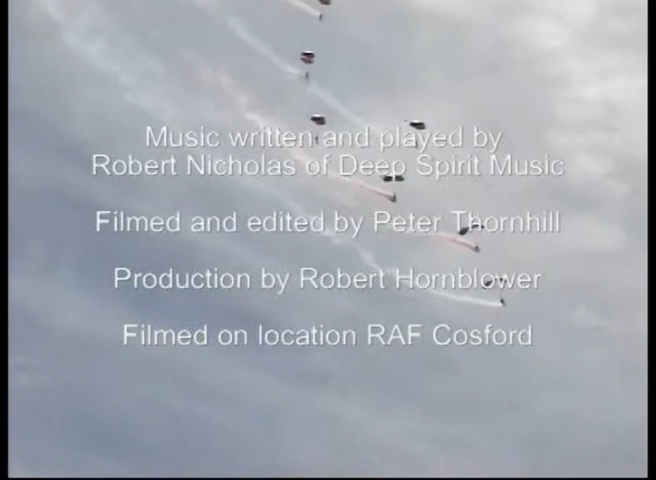 Music written and played by
Robert Nicholas of Deep Spirit Music
Filmed and edited by Peter Thornhill
Production by Robert Hornblower
Filmed on location RAF Cosford